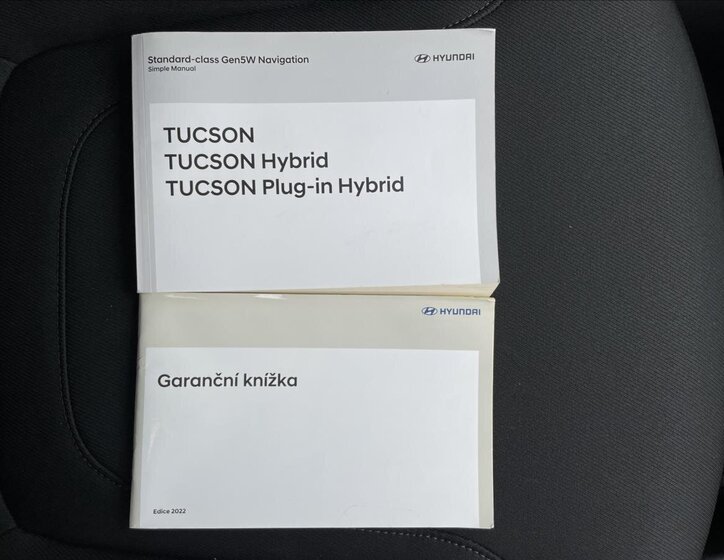 Standard-class Gen5W Navigation
Simple Manual
HYUNDAI
TUCSON
TUCSON Hybrid
TUCSON Plug-in Hybrid
HYUNDAI
Garanční knížka
Edice 2022